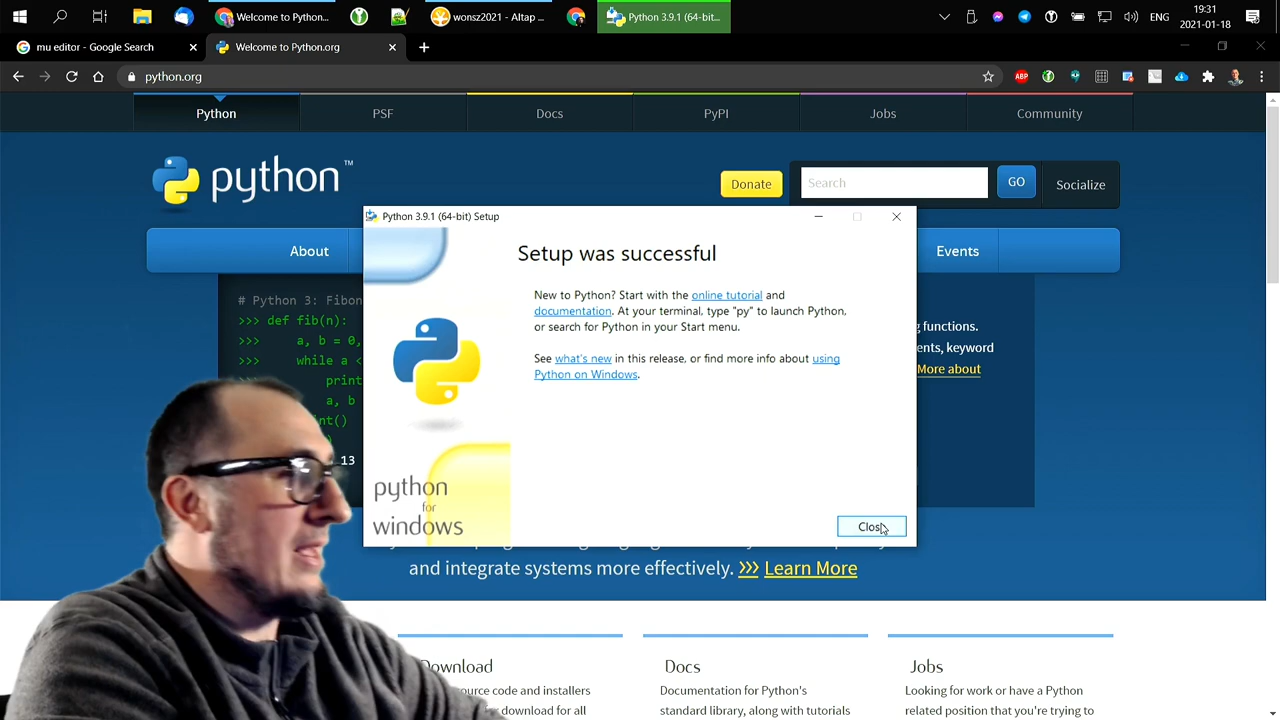 Welcome to Python...
wonsz2021 - Altap ...
Python 3.9.1 (64-bit...
ENG
19:31
2021-01-18
mu editor - Google Search
Welcome to Python.org
python.org
ABP
Python
PSF
Docs
PyPI
Jobs
Community
python™
Donate
Search
GO
Socialize
About
Events
Python 3.9.1 (64-bit) Setup
Setup was successful
New to Python? Start with the online tutorial and
documentation. At your terminal, type "py" to launch Python,
or search for Python in your Start menu.
See what's new in this release, or find more info about using
Python on Windows.
python
for
windows
Clos
# Python 3: Fibon
>>> def fib(n):
>>> a, b = 0,
>>> while a <
print
a, b
int()
13
g functions.
ents, keyword
More about
and integrate systems more effectively. >>> Learn More
Download
ource code and installers
download for all
Docs
Documentation for Python's
standard library, along with tutorials
Jobs
Looking for work or have a Python
related position that you're trying to